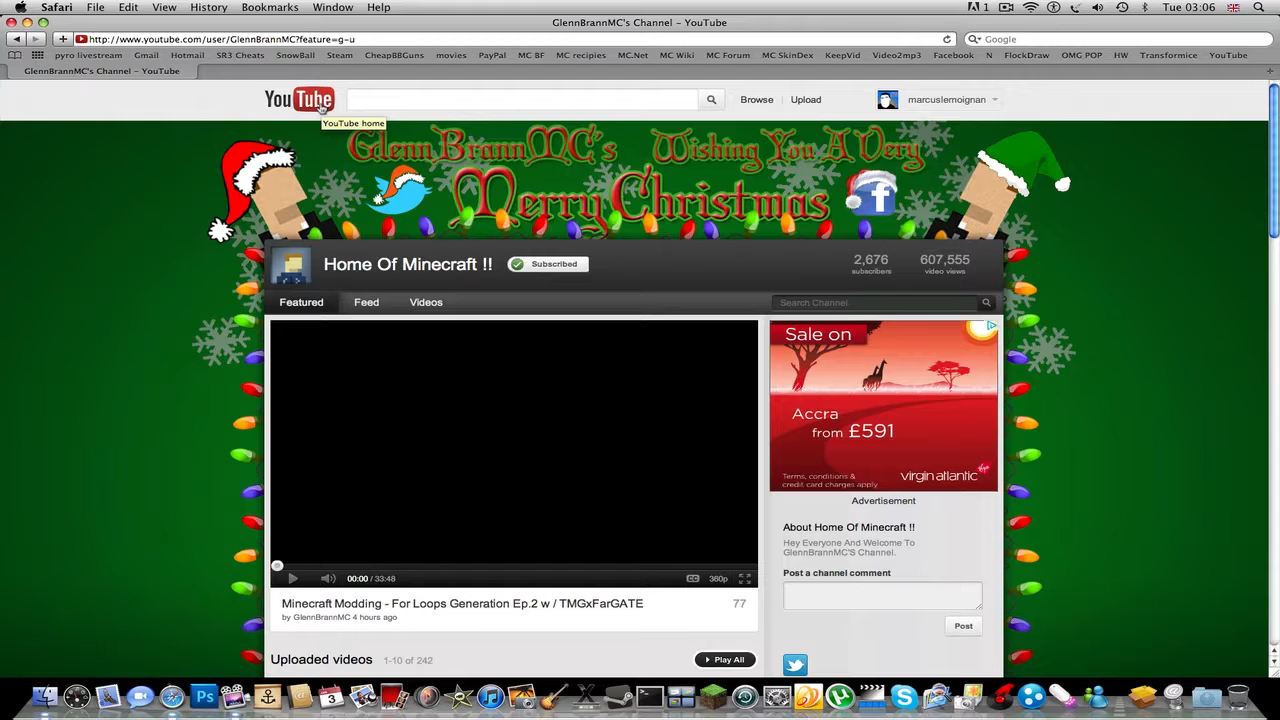 Safari File Edit View History Bookmarks Window Help 1 Tue 03:06
GlennBrannMC's Channel - YouTube
http://www.youtube.com/user/GlennBrannMC?feature=g-u Google
pyro livestream Gmail Hotmail SR3 Cheats SnowBall Steam CheapBBGuns movies PayPal MC BF MC recipies MC.Net MC Wiki MC Forum MC SkinDex KeepVid Video2mp3 Facebook N FlockDraw OMG POP HW Transformice YouTube
GlennBrannMC's Channel - YouTube
YouTube Browse Upload marcuslemoignan
YouTube home
GlennBrannMC's Wishing You A Very
Merry Christmas
Home Of Minecraft !! Subscribed 2,676 subscribers 607,555 video views
Featured Feed Videos Search Channel
Sale on
Accra
from £591
Terms, conditions &
credit card charges apply
virgin atlantic
Advertisement
00:00 / 33:48 CC 360p
Minecraft Modding - For Loops Generation Ep.2 w / TMGxFarGATE 77
by GlennBrannMC 4 hours ago
About Home Of Minecraft !!
Hey Everyone And Welcome To
GlennBrannMC'S Channel.
Post a channel comment
Post
Uploaded videos 1-10 of 242 Play All
Ps 3